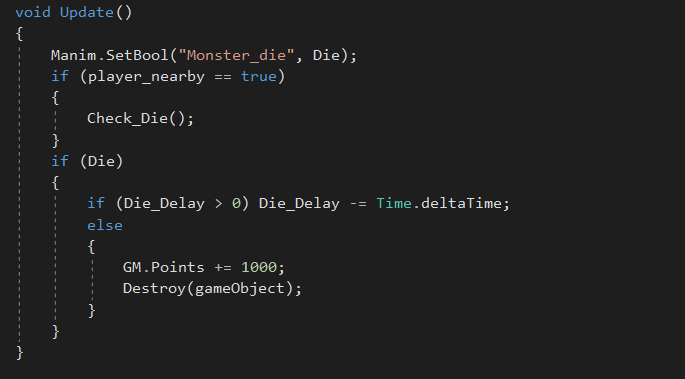 void Update()
{
Manim.SetBool("Monster_die", Die);
if (player_nearby == true)
{
Check_Die();
}
if (Die)
{
if (Die_Delay > 0) Die_Delay -= Time.deltaTime;
else
{
GM.Points += 1000;
Destroy(gameObject);
}
}
}